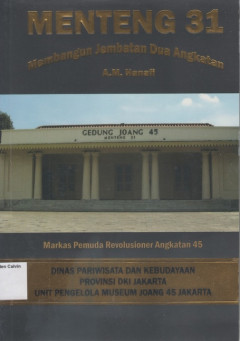 MENTENG 31
Membangun Jembatan Dua Angkatan
A.M. Hanafi
GEDUNG JOANG 45
MENTENG 31
Markas Pemuda Revolusioner Angkatan 45
DINAS PARIWISATA DAN KEBUDAYAAN
PROVINSI DKI JAKARTA
UNIT PENGELOLA MUSEUM JOANG 45 JAKARTA